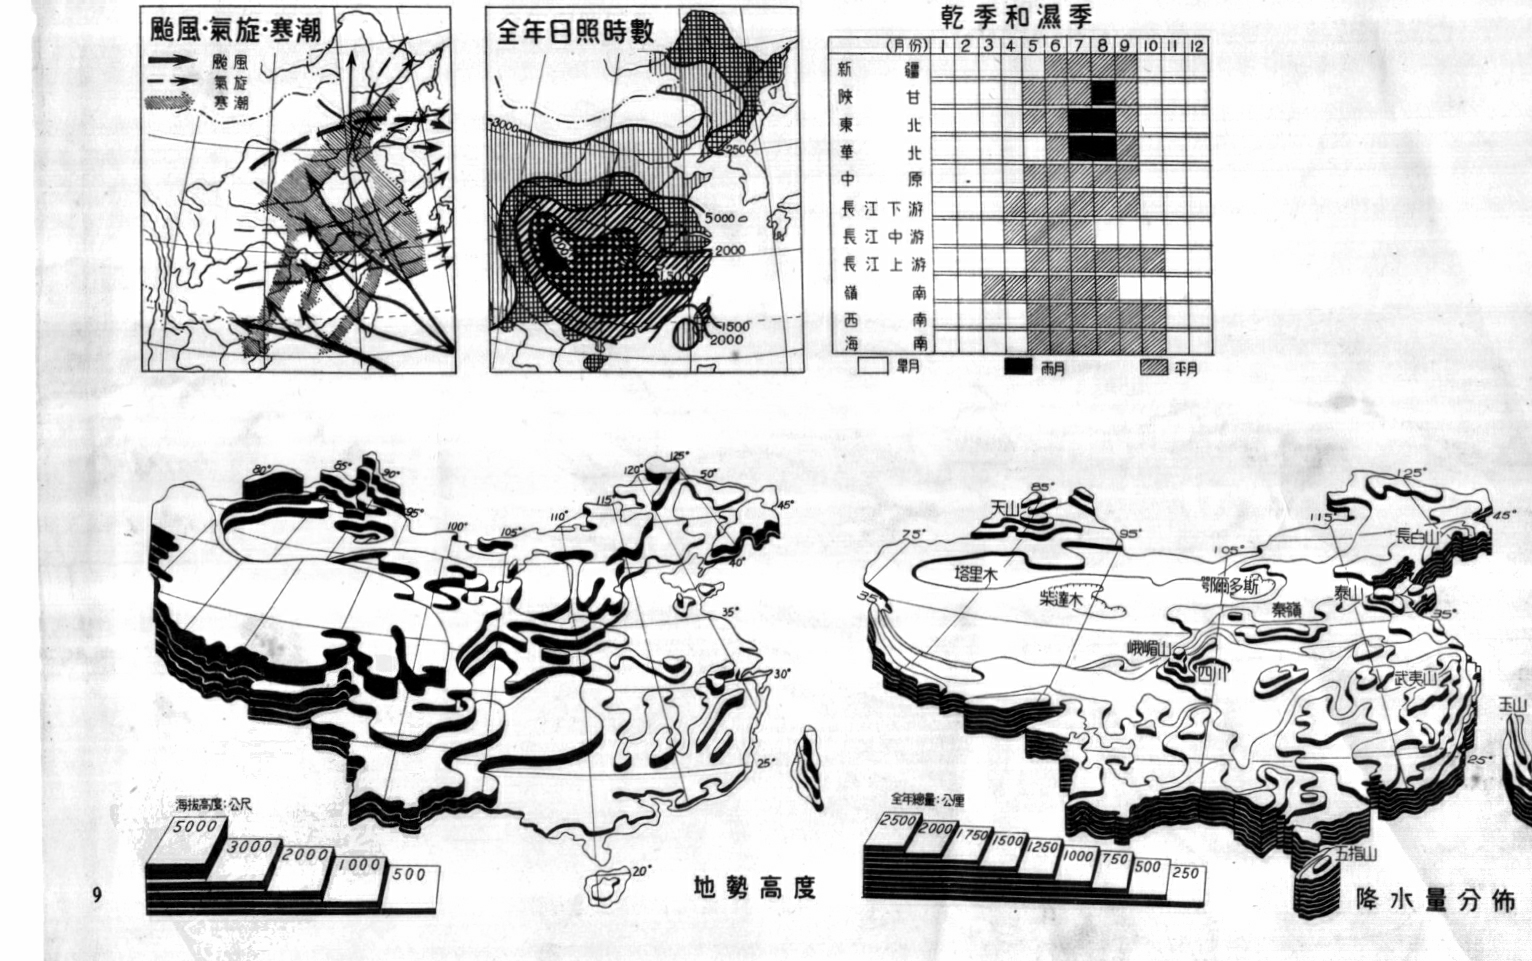 颱風·氣旋·寒潮
颱風
氣旋
寒潮
全年日照時數
3000
2500
2000
1500
1500
2000
乾季和濕季
(月份) 1 2 3 4 5 6 7 8 9 10 11 12
新疆
陝甘
東北
華北
中原
長江下游
長江中游
長江上游
嶺南
西南
海南
旱月
雨月
平月
80°
85°
90°
95°
100°
105°
110°
115°
120°
125°
50°
45°
40°
35°
30°
25°
20°
海拔高度:公尺
5000
3000
2000
1000
500
地勢高度
9
75°
85°
95°
105°
115°
125°
45°
35°
35°
25°
天山
塔里木
柴達木
鄂爾多斯
長白山
泰山
秦嶺
峨嵋山
四川
武夷山
玉山
五指山
全年總量:公厘
2500
2000
1750
1500
1250
1000
750
500
250
降水量分佈